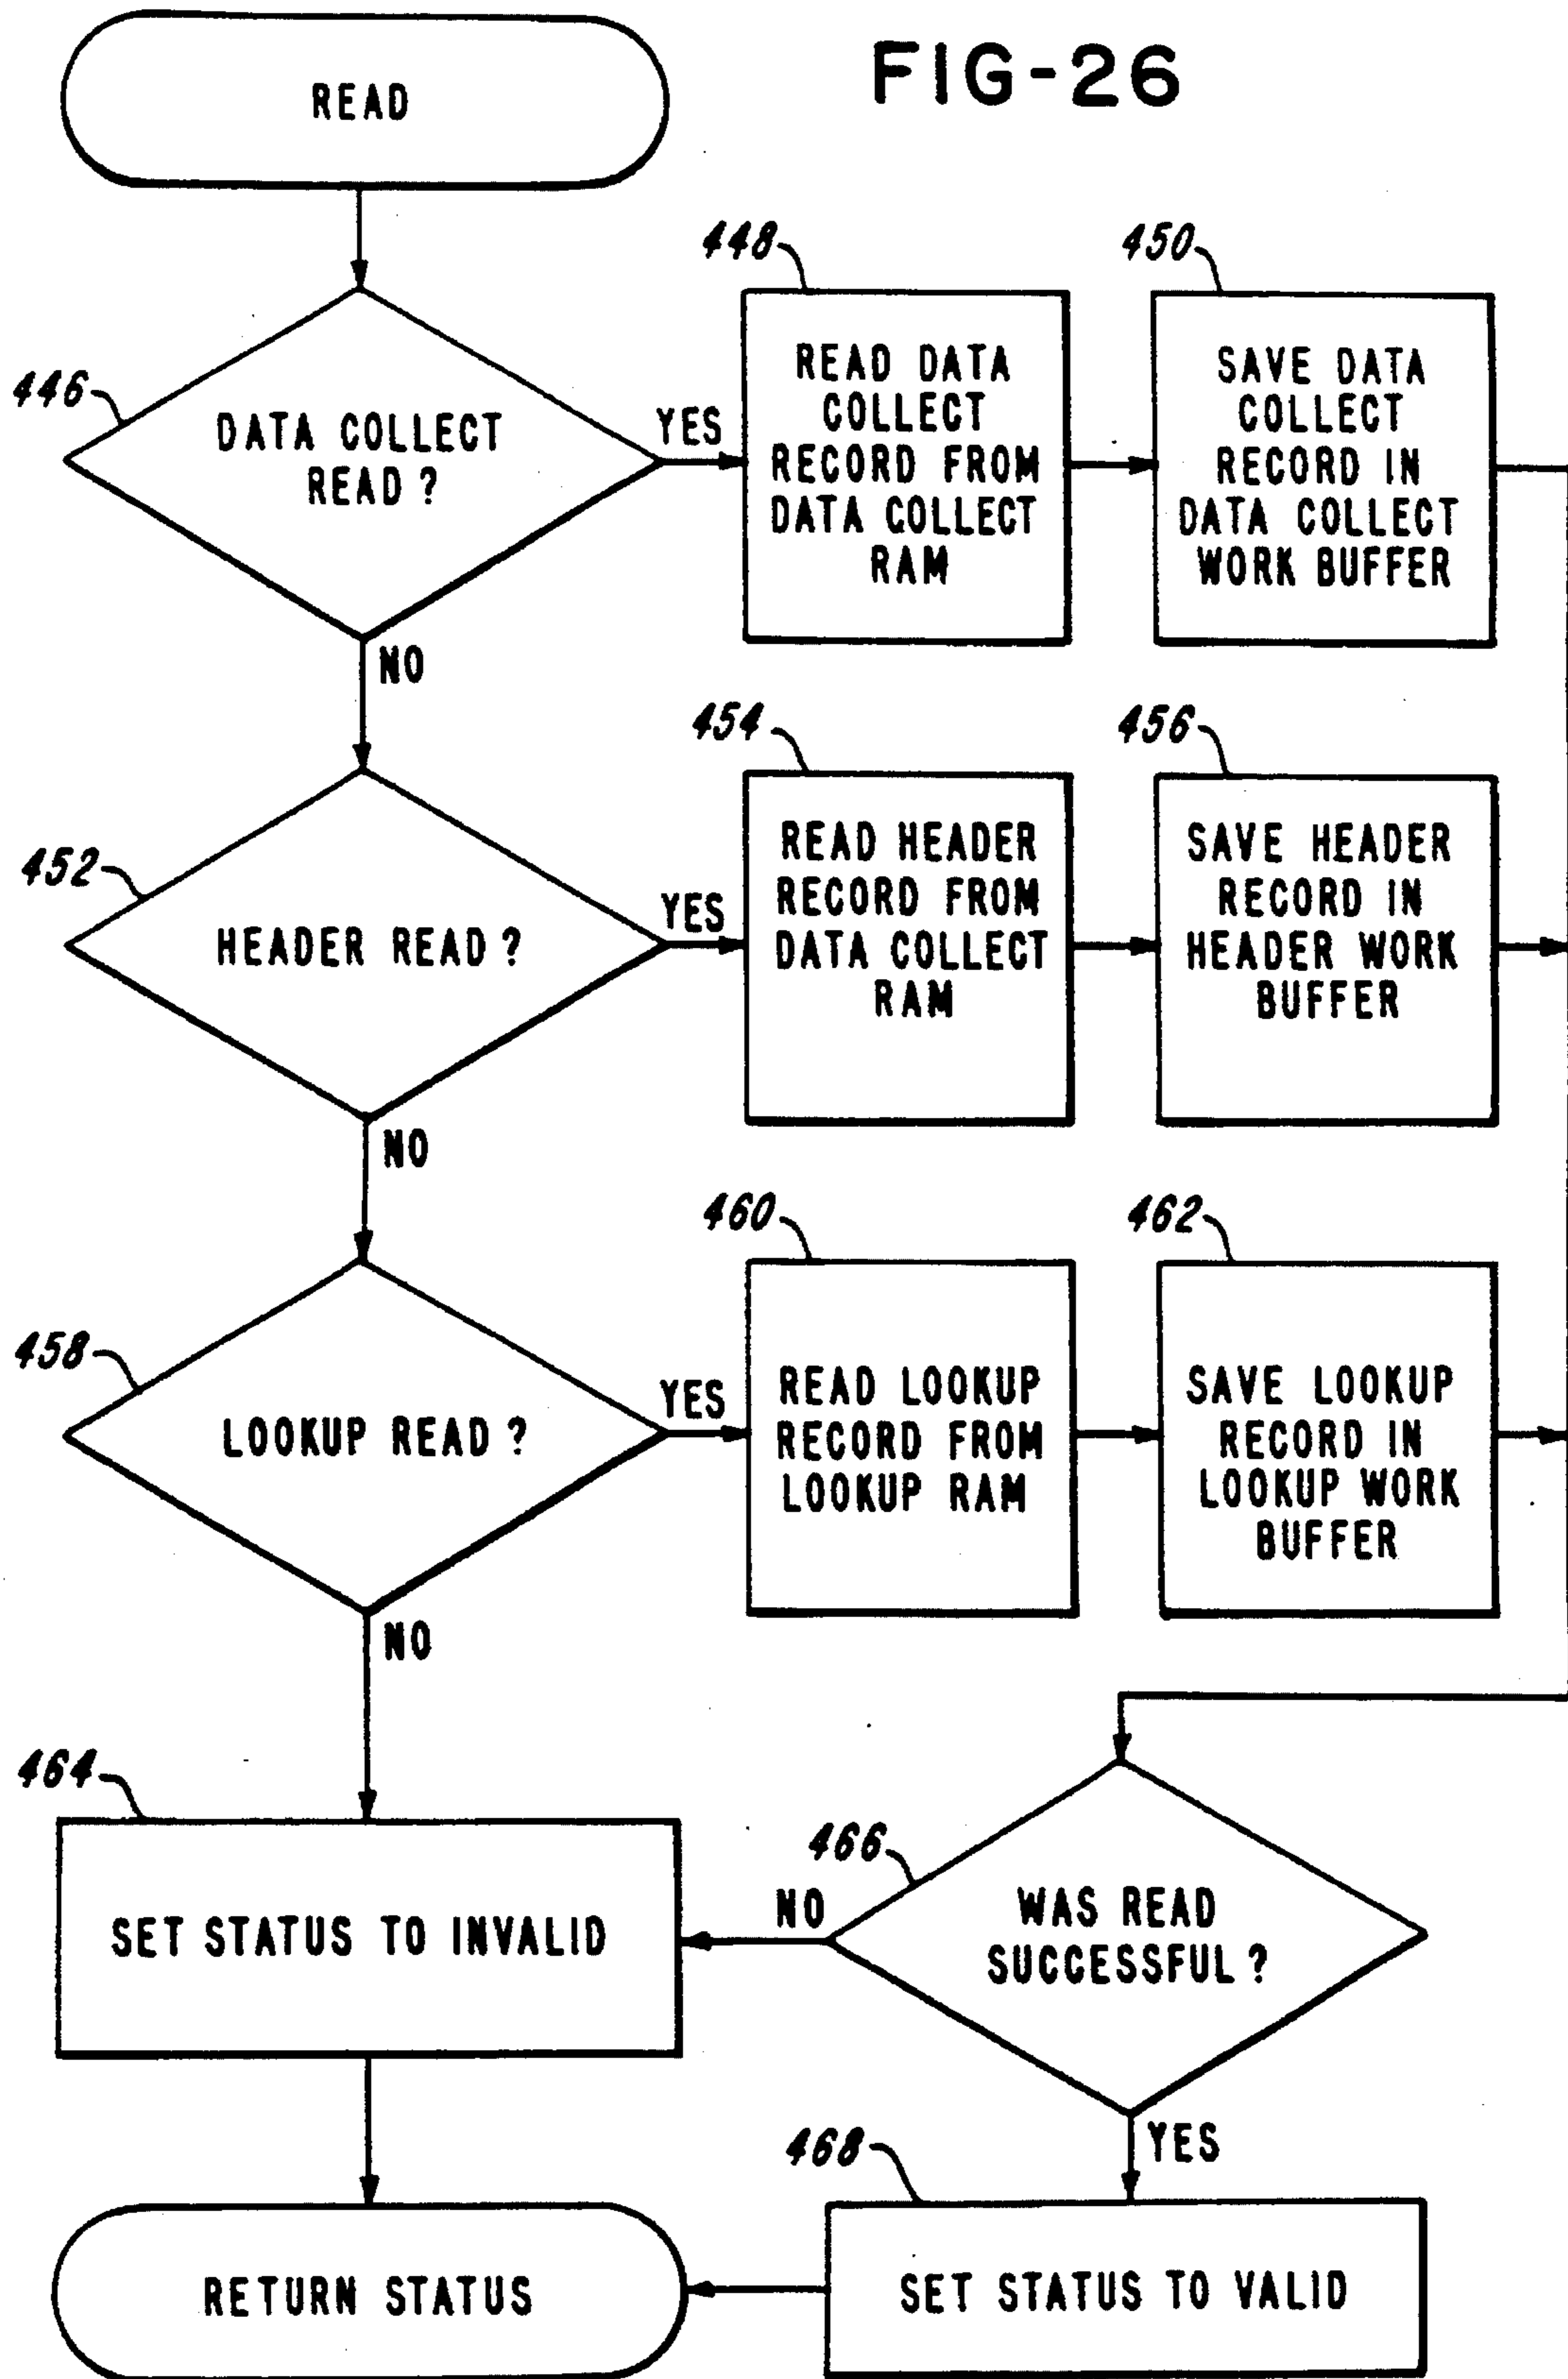 FIG-26
READ
446
DATA COLLECT
READ?
YES
NO
448
READ DATA
COLLECT
RECORD FROM
DATA COLLECT
RAM
450
SAVE DATA
COLLECT
RECORD IN
DATA COLLECT
WORK BUFFER
452
HEADER READ?
YES
NO
454
READ HEADER
RECORD FROM
DATA COLLECT
RAM
456
SAVE HEADER
RECORD IN
HEADER WORK
BUFFER
458
LOOKUP READ?
YES
NO
460
READ LOOKUP
RECORD FROM
LOOKUP RAM
462
SAVE LOOKUP
RECORD IN
LOOKUP WORK
BUFFER
464
SET STATUS TO INVALID
466
WAS READ
SUCCESSFUL?
NO
YES
468
SET STATUS TO VALID
RETURN STATUS